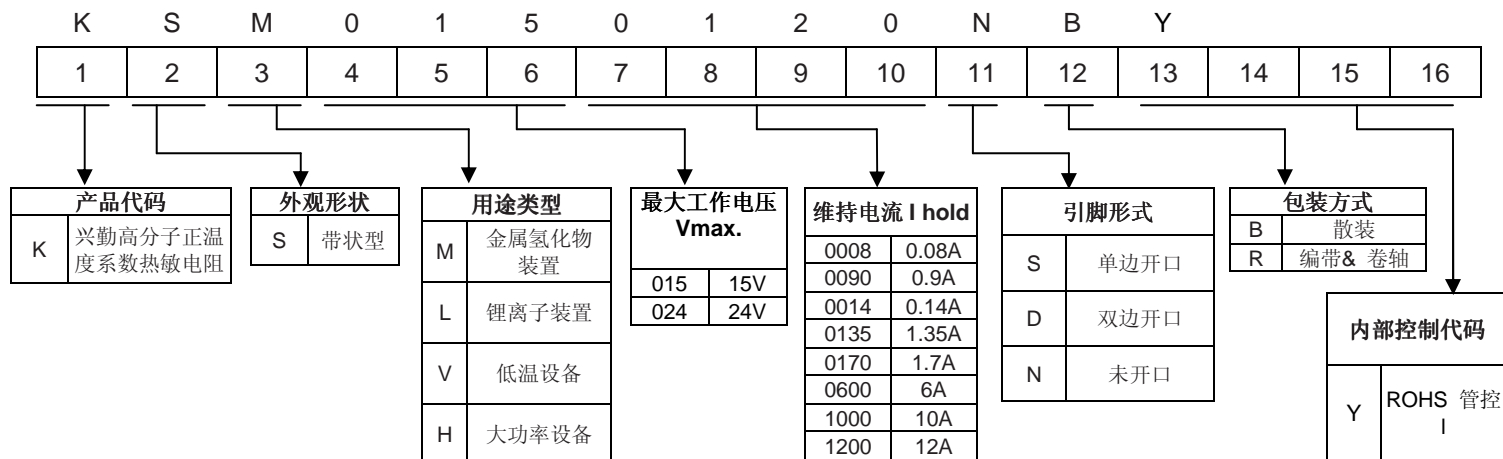 K S M 0 1 5 0 1 2 0 N B Y
1 2 3 4 5 6 7 8 9 10 11 12 13 14 15 16
产品代码
K 兴勤高分子正温
度系数热敏电阻
外观形状
S 带状型
用途类型
M 金属氢化物
装置
L 锂离子装置
V 低温设备
H 大功率设备
最大工作电压
Vmax.
015 15V
024 24V
维持电流 I hold
0008 0.08A
0090 0.9A
0014 0.14A
0135 1.35A
0170 1.7A
0600 6A
1000 10A
1200 12A
引脚形式
S 单边开口
D 双边开口
N 未开口
包装方式
B 散装
R 编带& 卷轴
内部控制代码
Y ROHS 管控
I